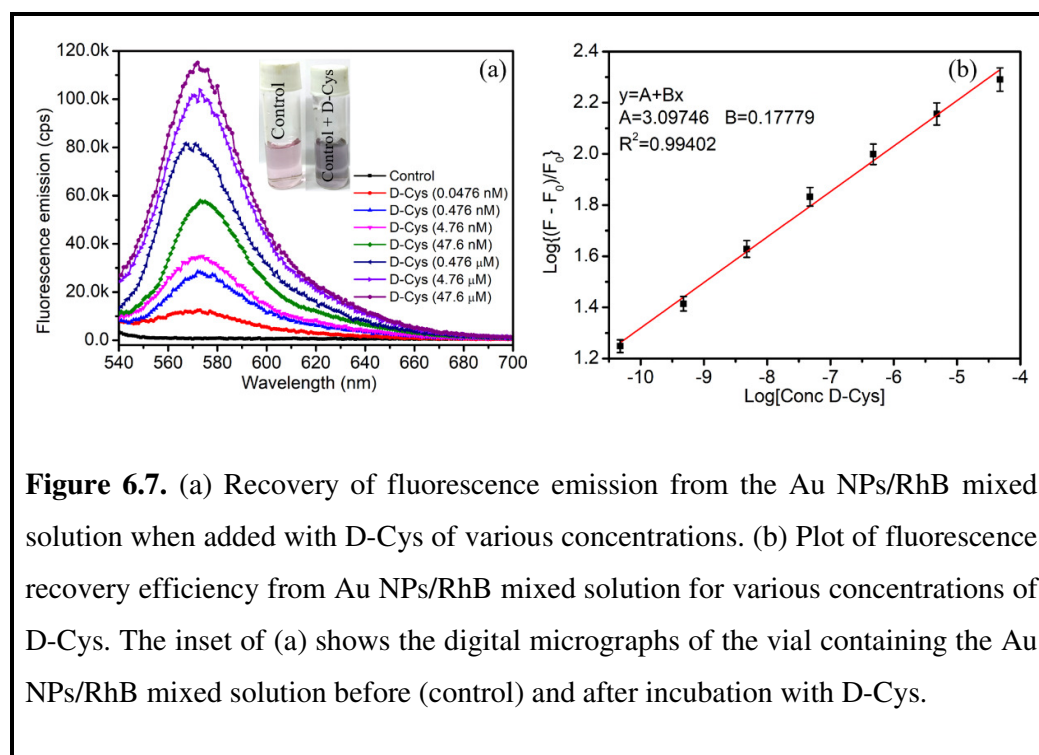 120.0k
100.0k
80.0k
60.0k
40.0k
20.0k
0.0
540 560 580 600 620 640 660 680 700
Fluorescence emission (cps)
Wavelength (nm)
(a)
Control
Control + D-Cys
Control
D-Cys (0.0476 nM)
D-Cys (0.476 nM)
D-Cys (4.76 nM)
D-Cys (47.6 nM)
D-Cys (0.476 μM)
D-Cys (4.76 μM)
D-Cys (47.6 μM)
2.4
2.2
2.0
1.8
1.6
1.4
1.2
-10 -9 -8 -7 -6 -5 -4
Log{(F - F0)/F0}
Log[Conc D-Cys]
(b)
y=A+Bx
A=3.09746 B=0.17779
R²=0.99402
Figure 6.7. (a) Recovery of fluorescence emission from the Au NPs/RhB mixed
solution when added with D-Cys of various concentrations. (b) Plot of fluorescence
recovery efficiency from Au NPs/RhB mixed solution for various concentrations of
D-Cys. The inset of (a) shows the digital micrographs of the vial containing the Au
NPs/RhB mixed solution before (control) and after incubation with D-Cys.